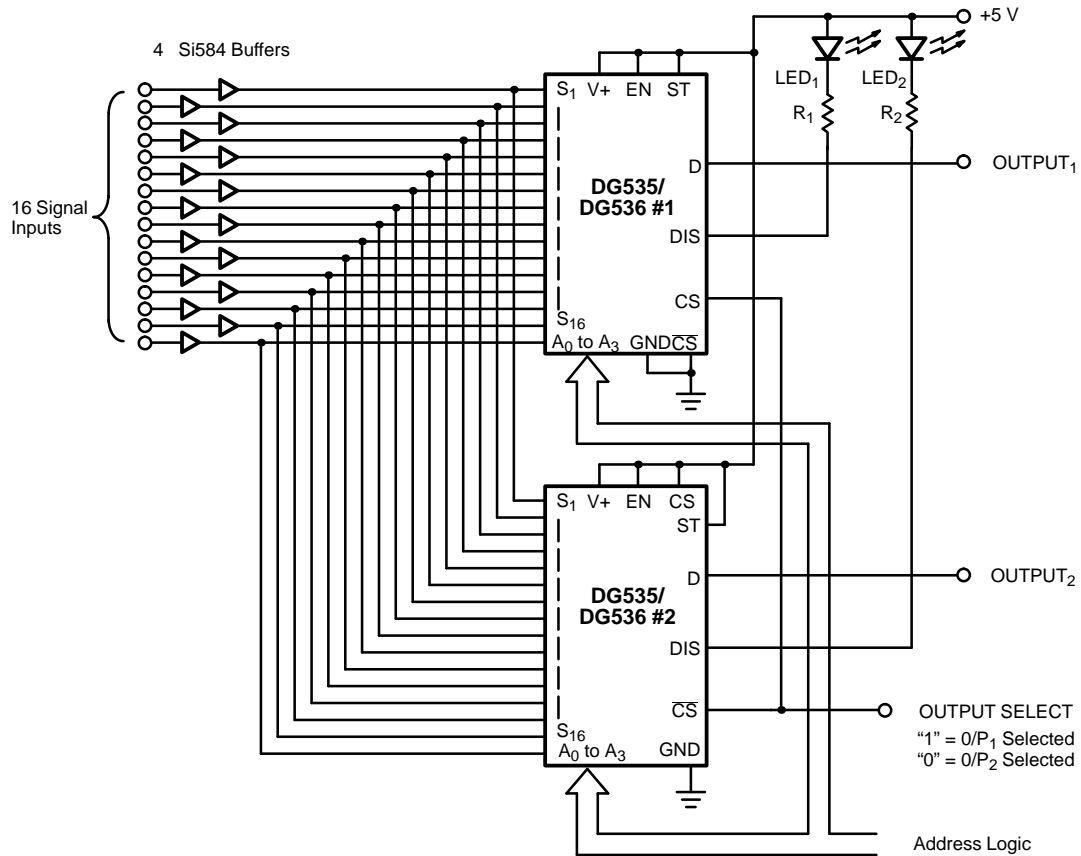 4 Si584 Buffers
+5 V
LED1
LED2
R1
R2
S1 V+ EN ST
D
OUTPUT1
DG535/
DG536 #1
16 Signal
Inputs
DIS
CS
S16
A0 to A3 GND C̅S̅
S1 V+ EN CS
ST
DG535/
DG536 #2
D
OUTPUT2
DIS
C̅S̅
OUTPUT SELECT
S16
A0 to A3 GND
“1” = 0/P1 Selected
“0” = 0/P2 Selected
Address Logic